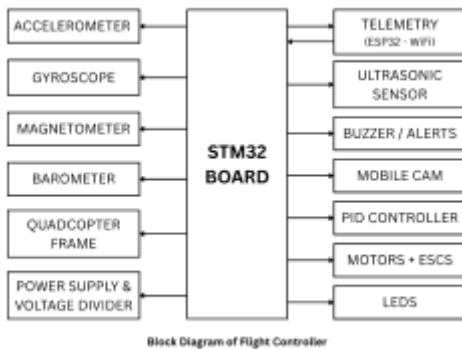 ACCELEROMETER
GYROSCOPE
MAGNETOMETER
BAROMETER
QUADCOPTER
FRAME
POWER SUPPLY &
VOLTAGE DIVIDER
STM32
BOARD
TELEMETRY
(ESP32 - WiFi)
ULTRASONIC
SENSOR
BUZZER / ALERTS
MOBILE CAM
PID CONTROLLER
MOTORS + ESCS
LEDS
Block Diagram of Flight Controller